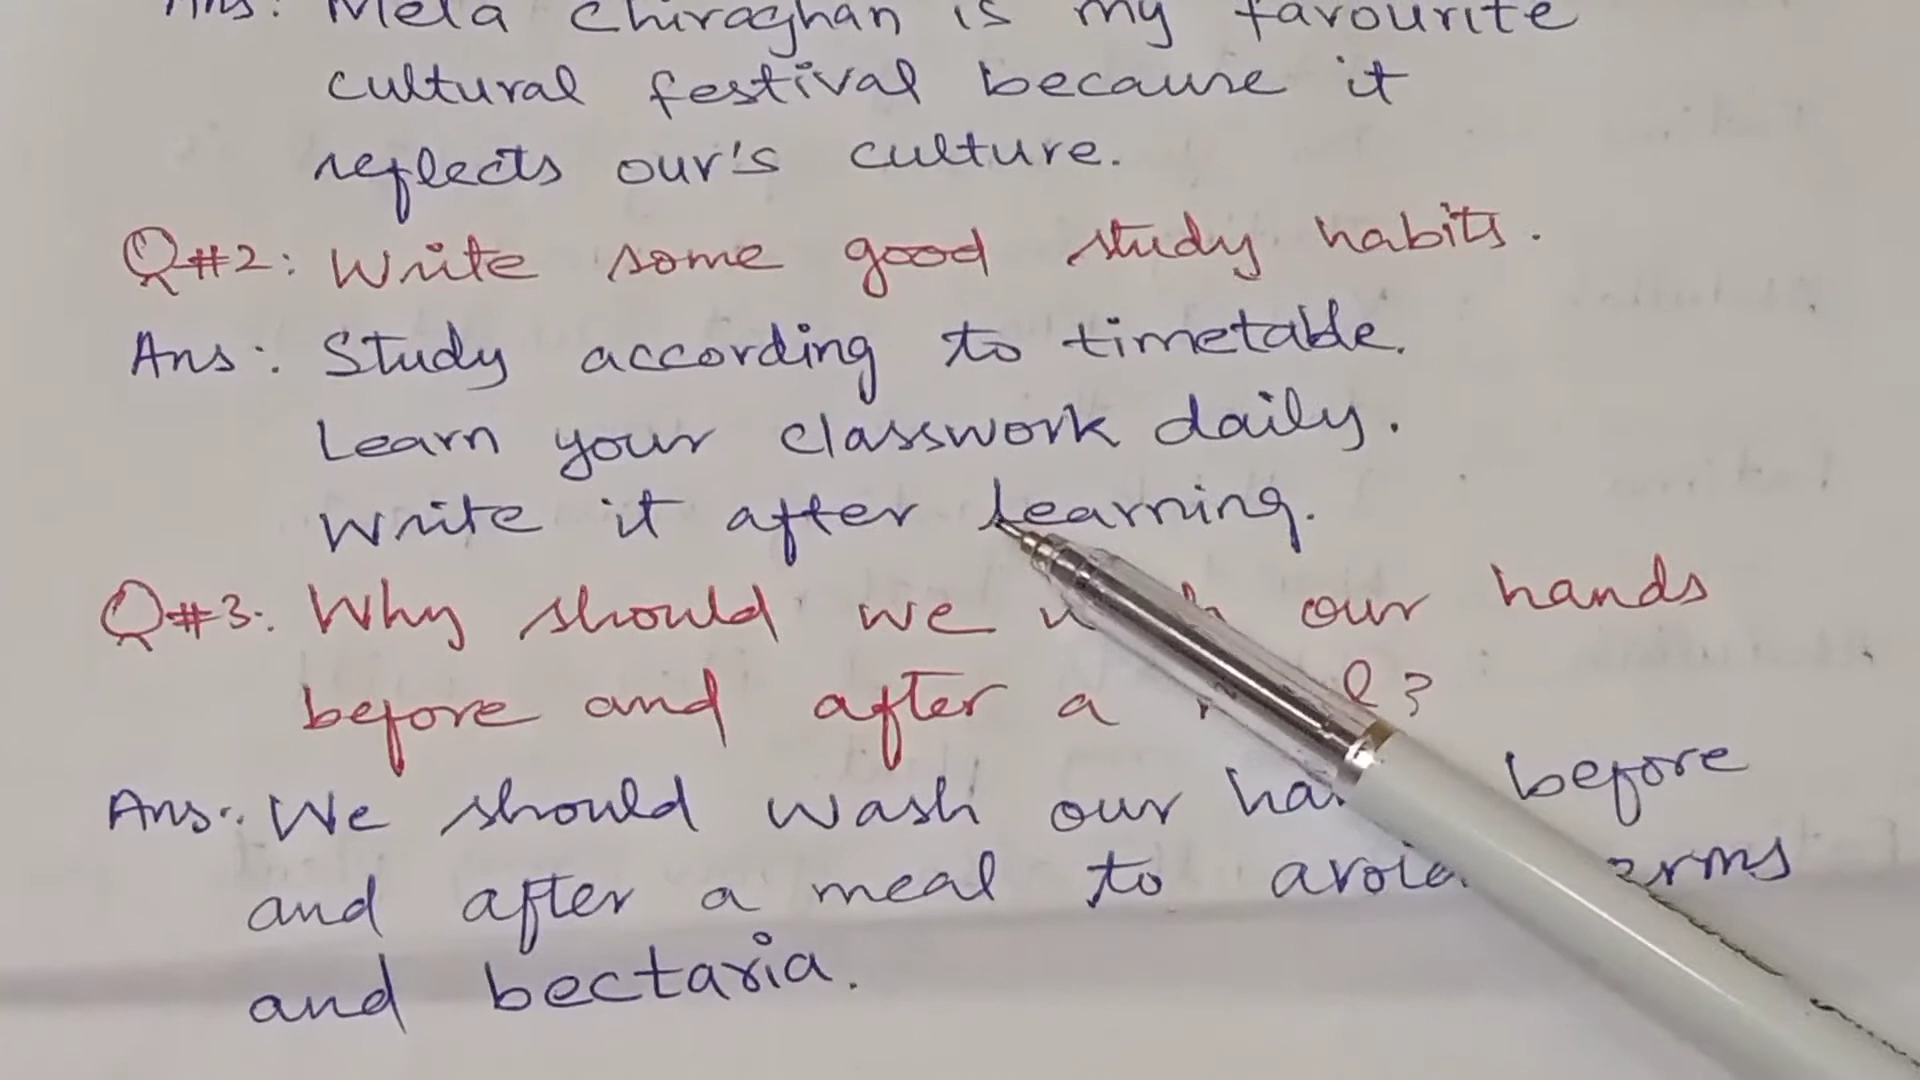 Ans: Mela Chiraghan is my favourite
cultural festival because it
reflects our's culture.
Q#2: Write some good study habits.
Ans: Study according to timetable.
Learn your classwork daily.
Write it after learning.
Q#3: Why should we our hands
before and after a
Ans: We should wash our before
and after a meal to
and bectaria.